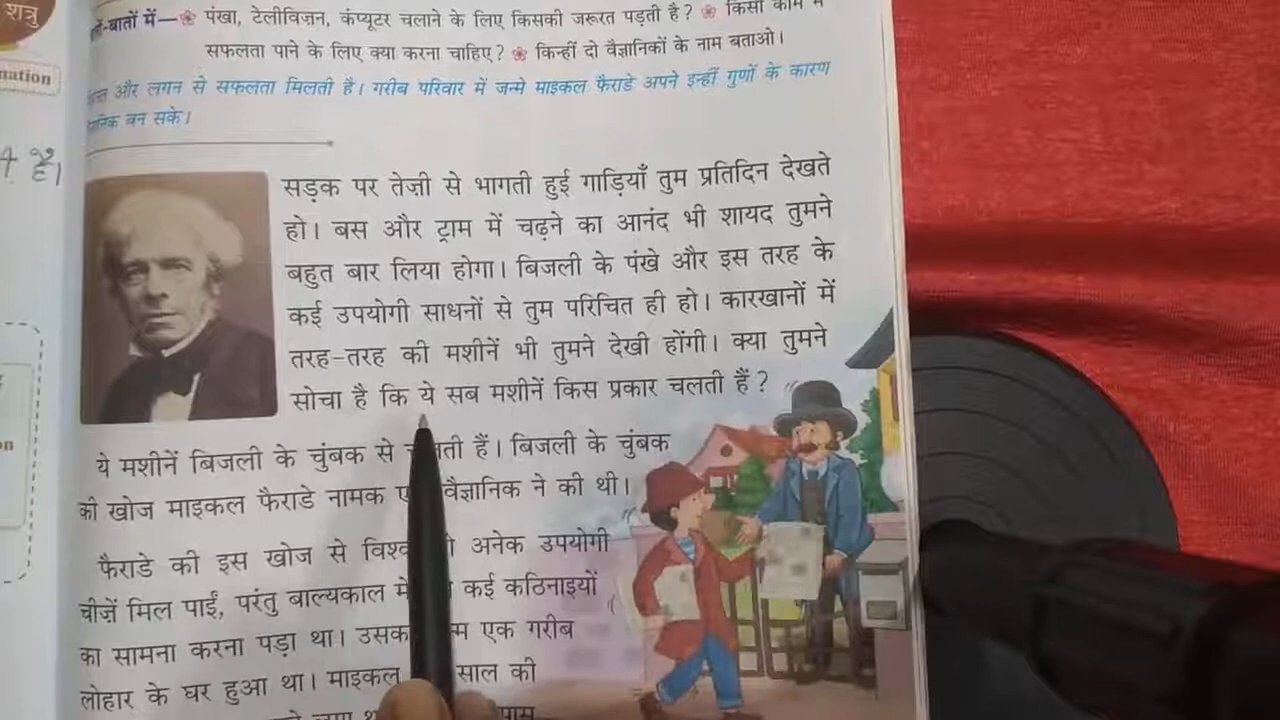 शत्रु
बातों-बातों में— पंखा, टेलीविज़न, कंप्यूटर चलाने के लिए किसकी जरूरत पड़ती है? किसी काम में
सफलता पाने के लिए क्या करना चाहिए? किन्हीं दो वैज्ञानिकों के नाम बताओ।
nation
और लगन से सफलता मिलती है। गरीब परिवार में जन्मे माइकल फ़ैराडे अपने इन्हीं गुणों के कारण
बन सके।
है।
सड़क पर तेज़ी से भागती हुई गाड़ियाँ तुम प्रतिदिन देखते
हो। बस और ट्राम में चढ़ने का आनंद भी शायद तुमने
बहुत बार लिया होगा। बिजली के पंखे और इस तरह के
कई उपयोगी साधनों से तुम परिचित ही हो। कारखानों में
तरह-तरह की मशीनें भी तुमने देखी होंगी। क्या तुमने
सोचा है कि ये सब मशीनें किस प्रकार चलती हैं?
ये मशीनें बिजली के चुंबक से चलती हैं। बिजली के चुंबक
की खोज माइकल फैराडे नामक वैज्ञानिक ने की थी।
फैराडे की इस खोज से अनेक उपयोगी
चीज़ें मिल पाईं, परंतु बाल्यकाल में कई कठिनाइयों
का सामना करना पड़ा था। एक गरीब
लोहार के घर हुआ था। माइकल साल की